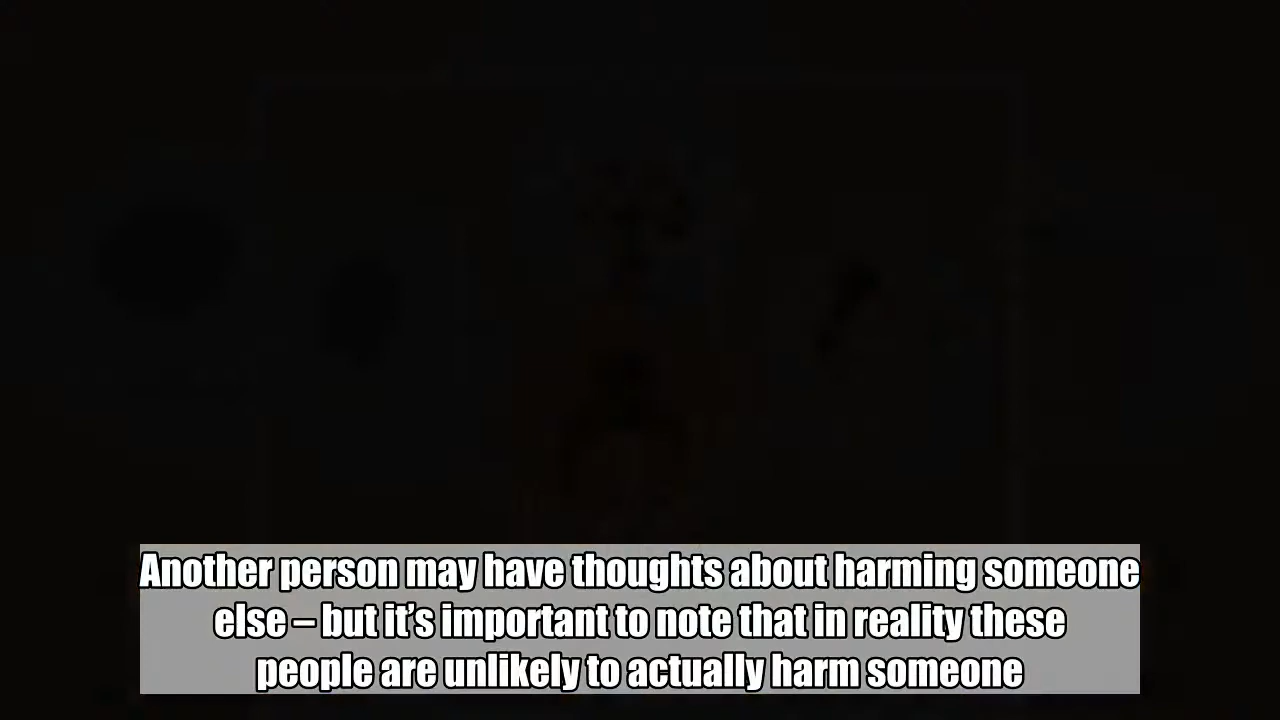 Another person may have thoughts about harming someone
else – but it’s important to note that in reality these
people are unlikely to actually harm someone